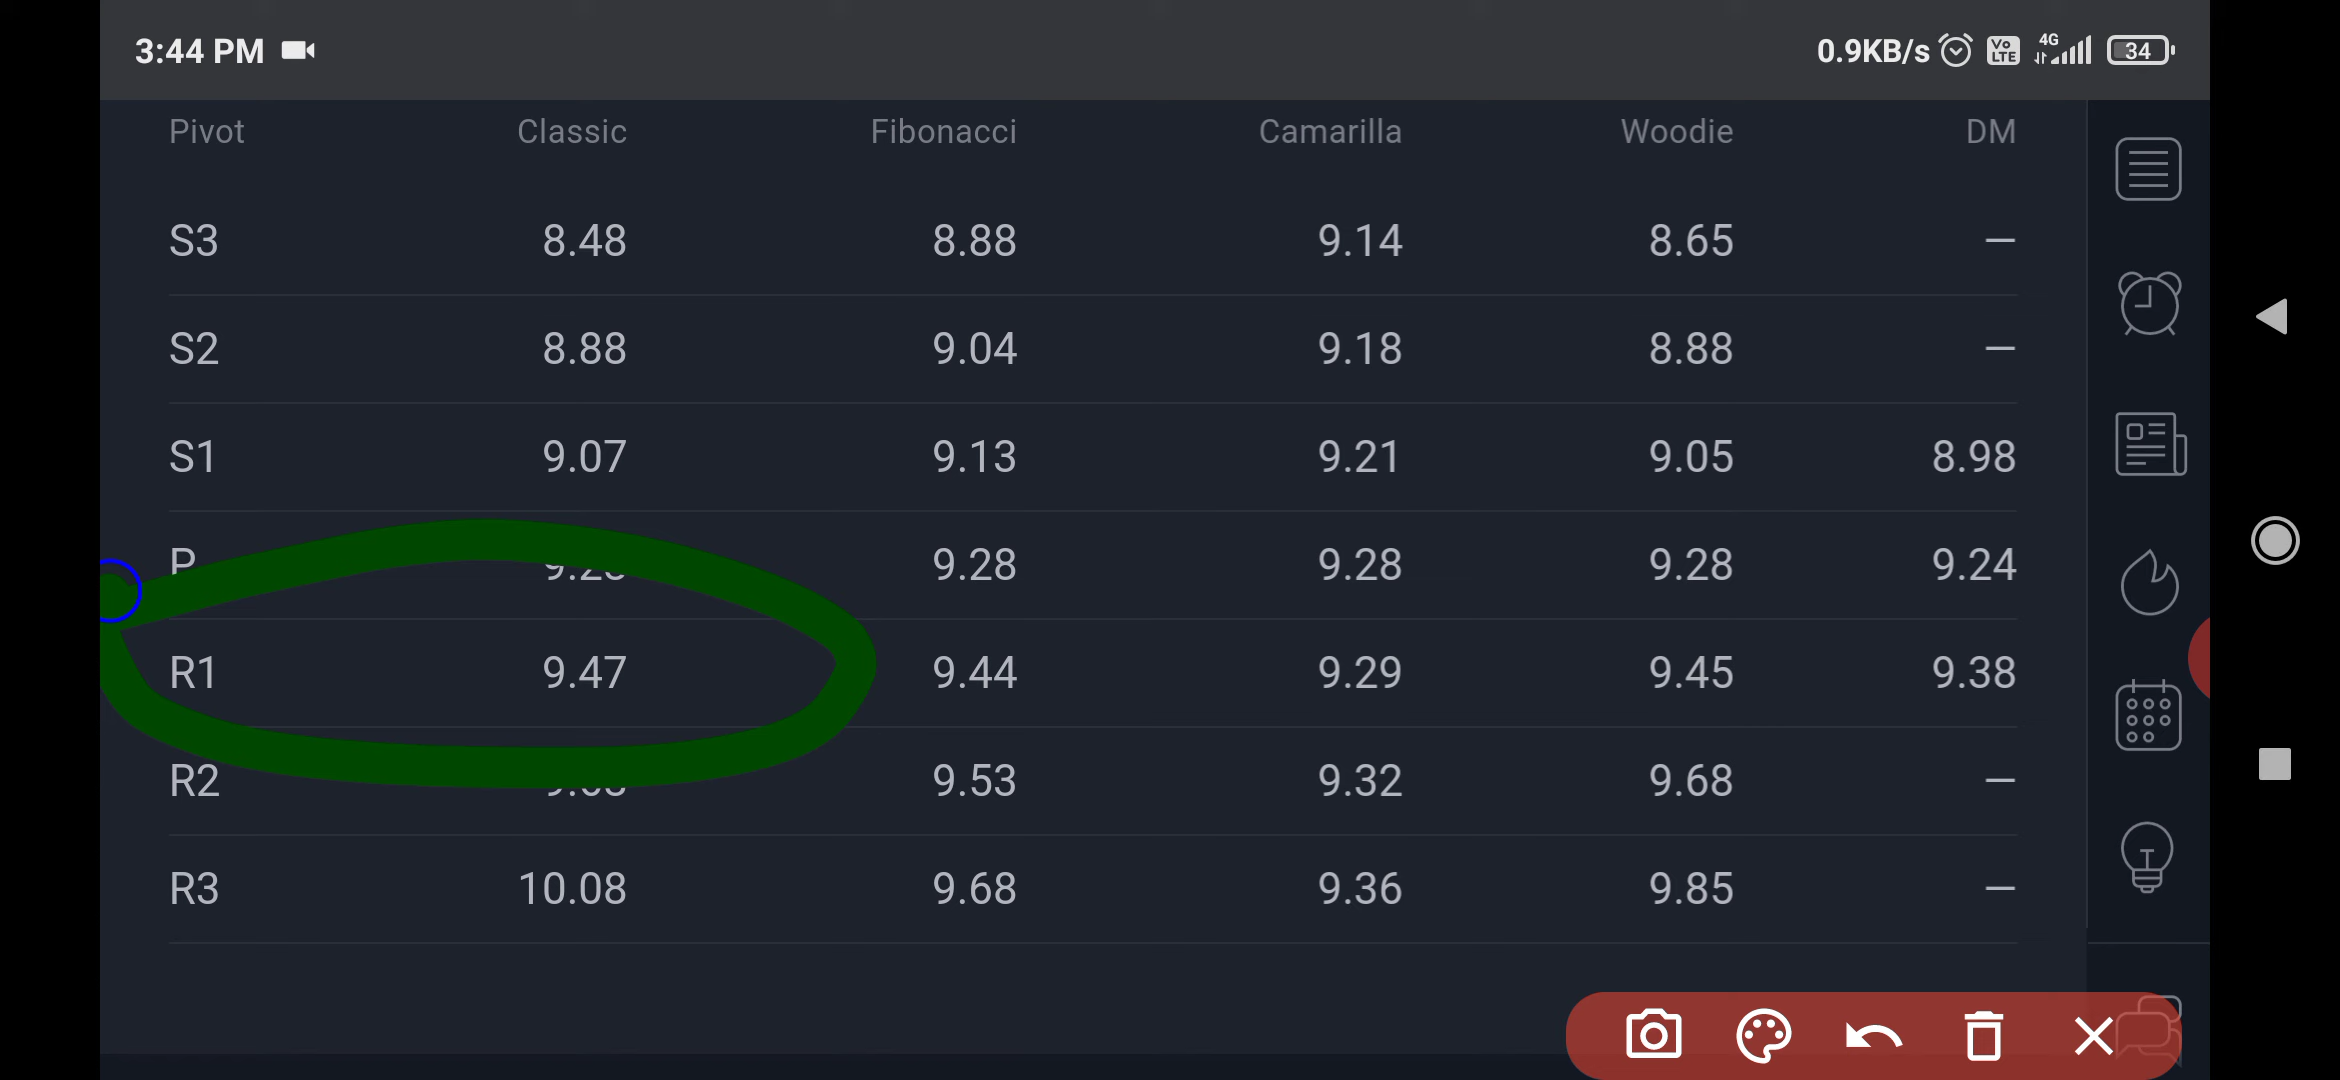 3:44 PM 0.9KB/s Vo LTE 4G 34
Pivot Classic Fibonacci Camarilla Woodie DM
S3 8.48 8.88 9.14 8.65 —
S2 8.88 9.04 9.18 8.88 —
S1 9.07 9.13 9.21 9.05 8.98
P 9.28 9.28 9.28 9.24
R1 9.47 9.44 9.29 9.45 9.38
R2 9.53 9.32 9.68 —
R3 10.08 9.68 9.36 9.85 —